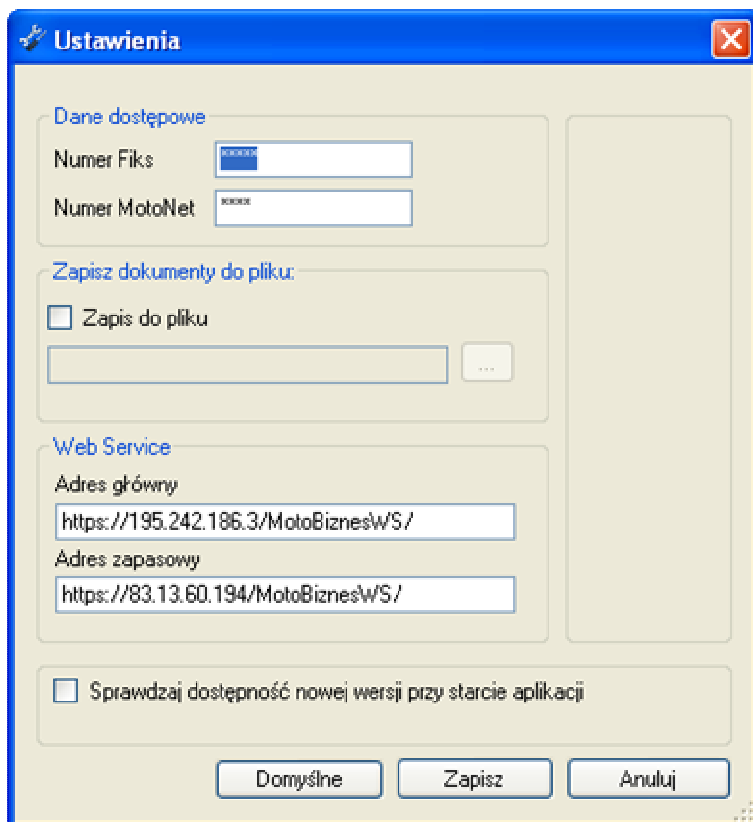 Ustawienia
Dane dostępowe
Numer Fiks
*****
Numer MotoNet
****
Zapisz dokumenty do pliku:
Zapis do pliku
...
Web Service
Adres główny
https://195.242.186.3/MotoBiznesWS/
Adres zapasowy
https://83.13.60.194/MotoBiznesWS/
Sprawdzaj dostępność nowej wersji przy starcie aplikacji
Domyślne
Zapisz
Anuluj